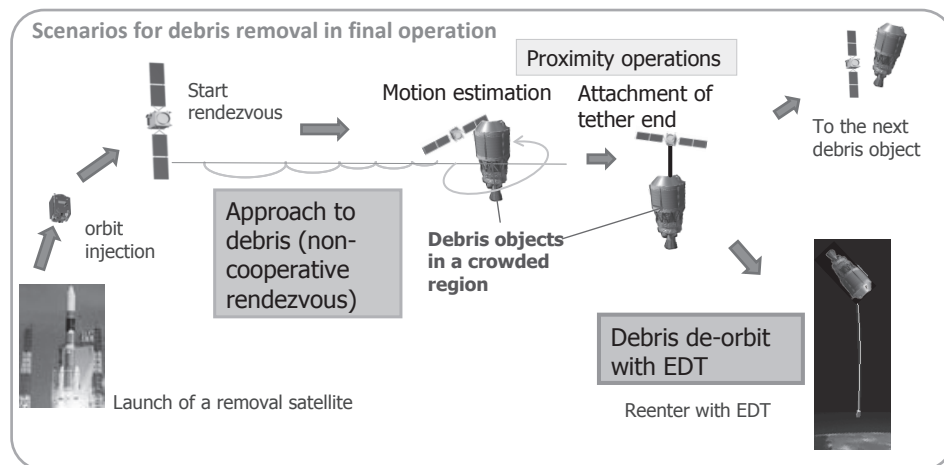 Scenarios for debris removal in final operation
Proximity operations
Start
rendezvous
Motion estimation
Attachment of
tether end
To the next
debris object
orbit
injection
Approach to
debris (non-
cooperative
rendezvous)
Debris objects
in a crowded
region
Debris de-orbit
with EDT
Launch of a removal satellite
Reenter with EDT